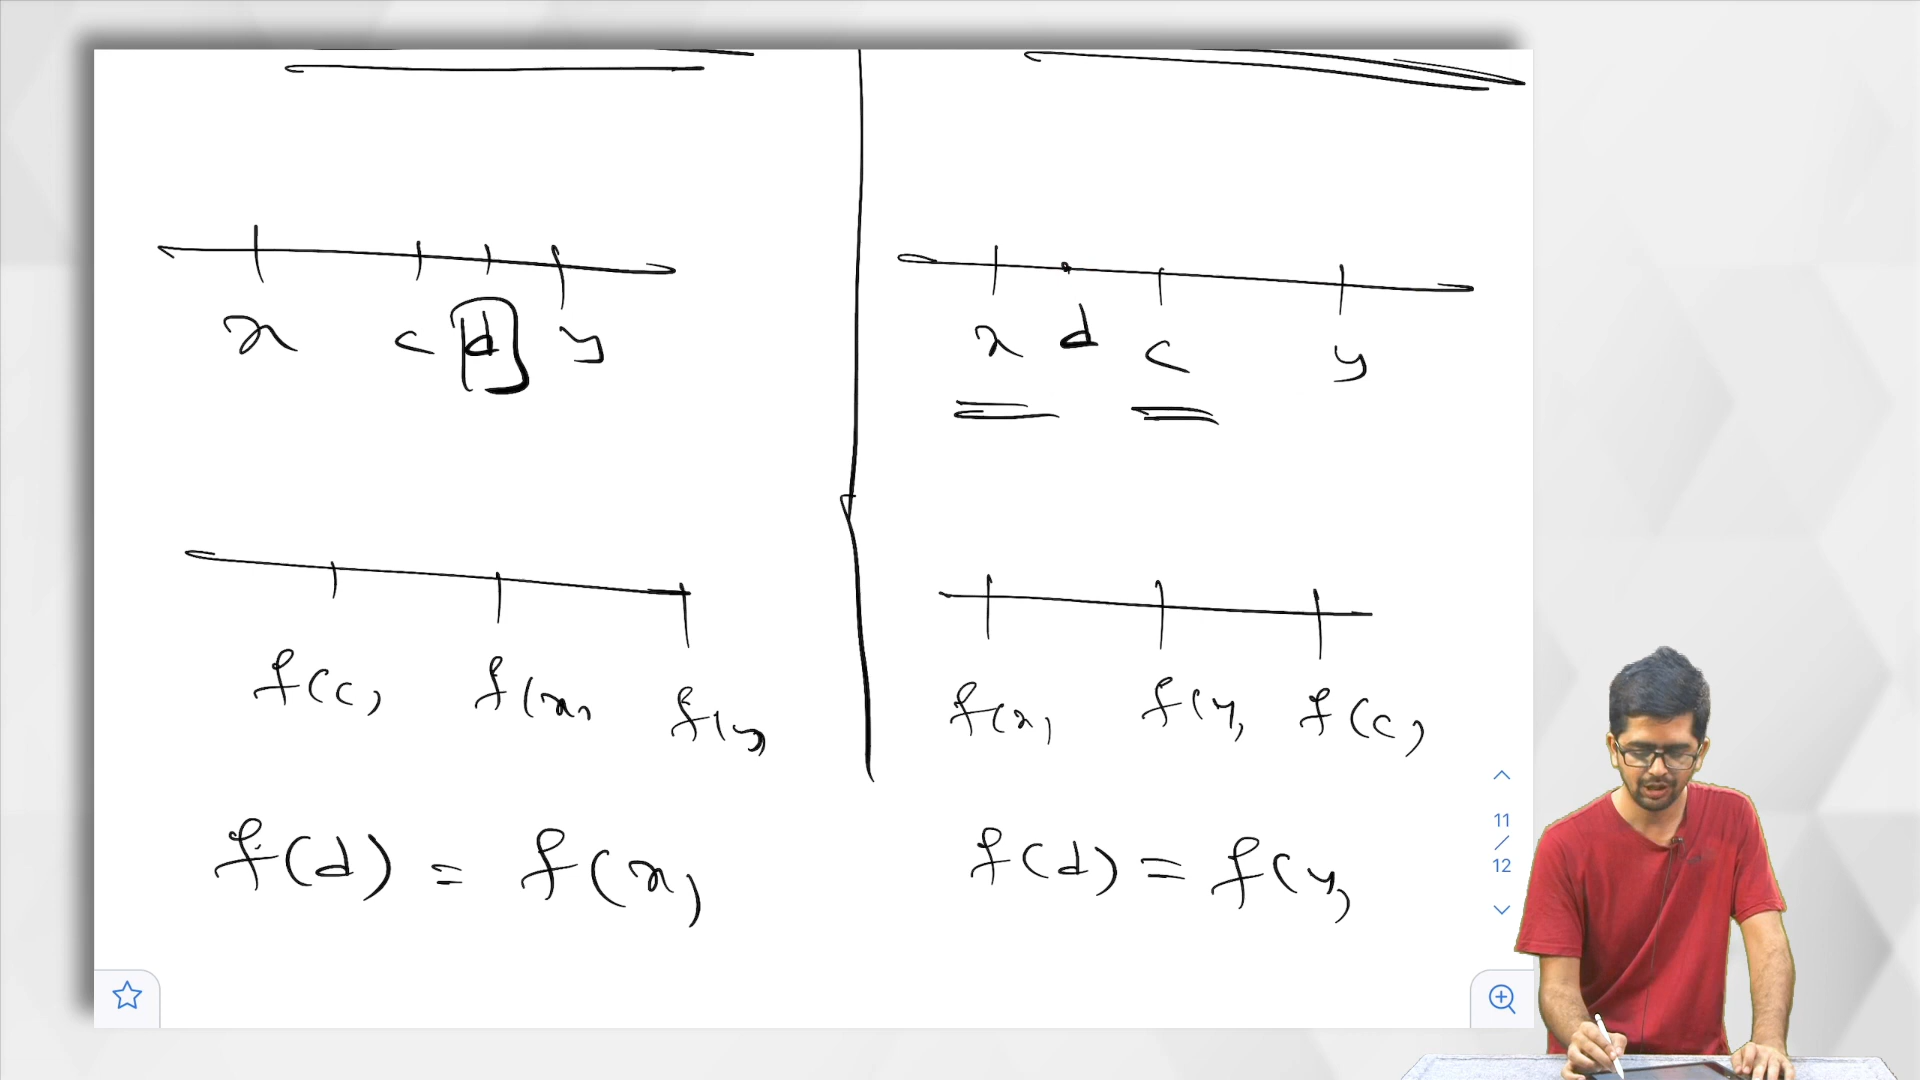 x c d y
x d c y
f(c) f(x) f(y)
f(x) f(y) f(c)
f(d) = f(x)
f(d) = f(y)
11
/
12